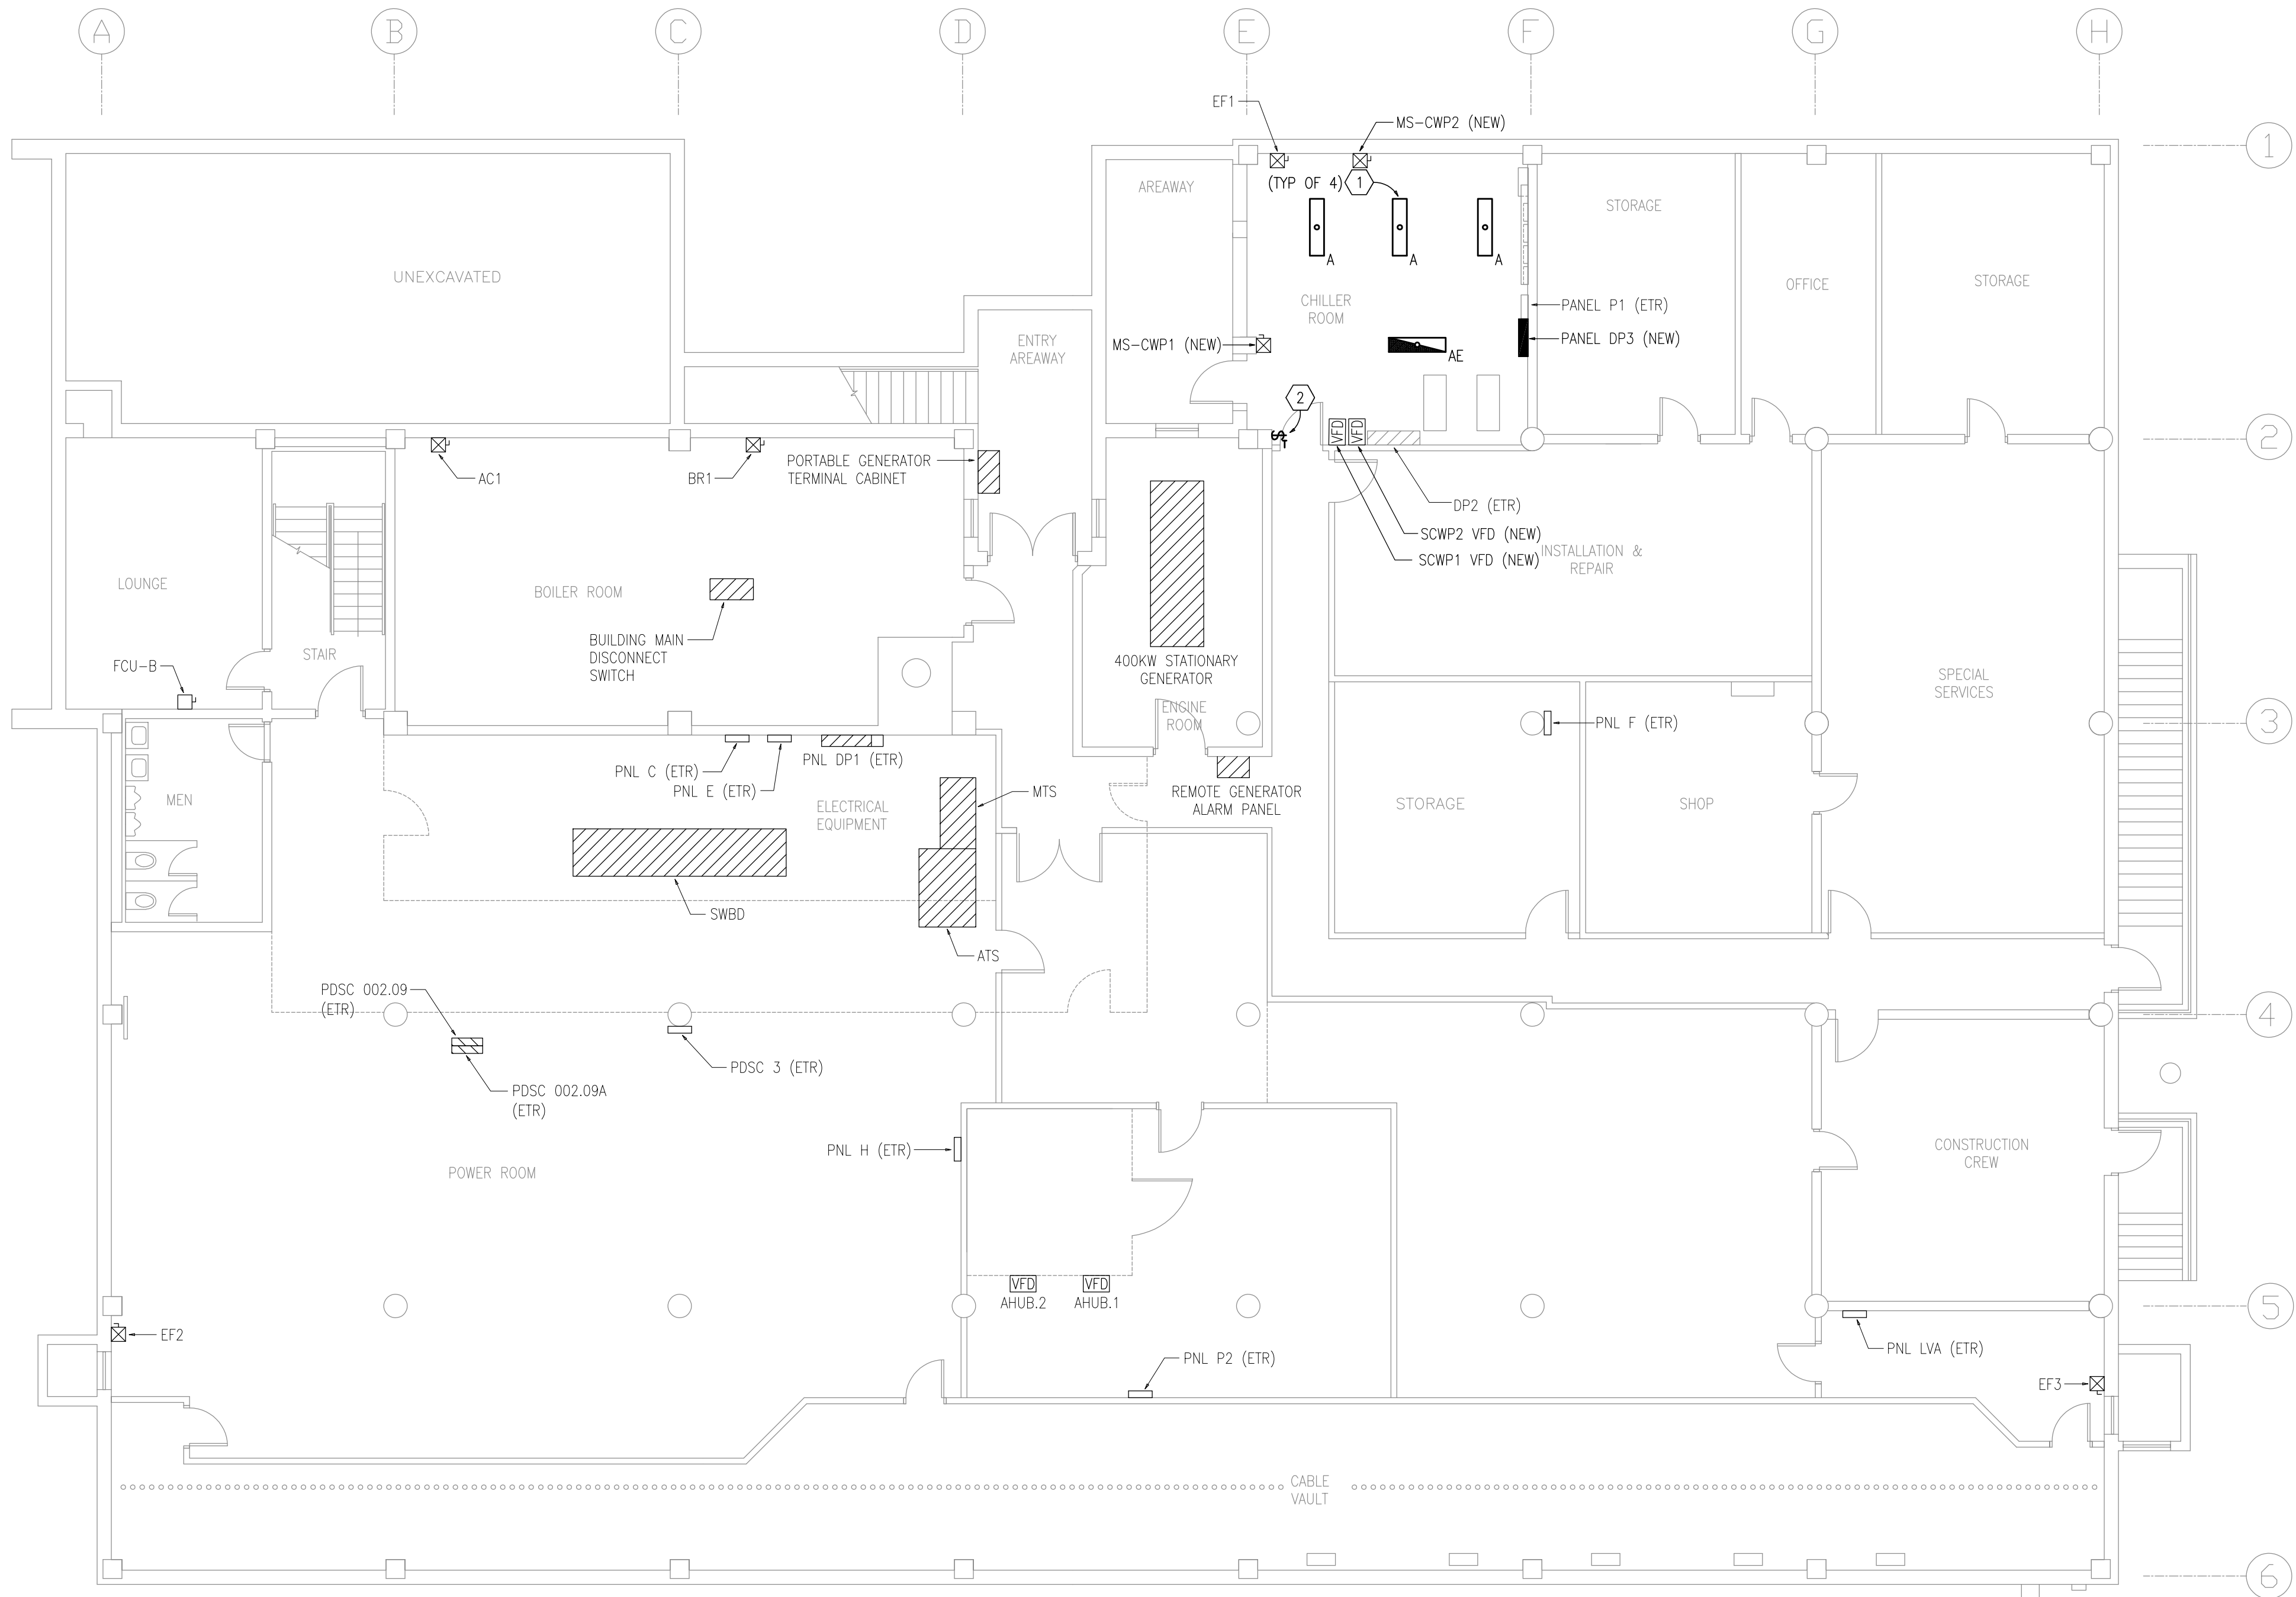 A
B
C
D
E
F
G
H
1
EF1
MS-CWP2 (NEW)
(TYP OF 4)
1
AREAWAY
STORAGE
A
A
A
UNEXCAVATED
CHILLER
ROOM
OFFICE
STORAGE
PANEL P1 (ETR)
PANEL DP3 (NEW)
ENTRY
AREAWAY
MS-CWP1 (NEW)
AE
2
$T
VFD
VFD
2
AC1
BR1
PORTABLE GENERATOR
TERMINAL CABINET
DP2 (ETR)
SCWP2 VFD (NEW)
SCWP1 VFD (NEW)
INSTALLATION &
REPAIR
LOUNGE
BOILER ROOM
BUILDING MAIN
DISCONNECT
SWITCH
STAIR
FCU-B
400KW STATIONARY
GENERATOR
ENGINE
ROOM
SPECIAL
SERVICES
PNL F (ETR)
3
PNL C (ETR)
PNL E (ETR)
PNL DP1 (ETR)
MTS
REMOTE GENERATOR
ALARM PANEL
MEN
ELECTRICAL
EQUIPMENT
STORAGE
SHOP
SWBD
ATS
PDSC 002.09
(ETR)
4
PDSC 3 (ETR)
PDSC 002.09A
(ETR)
PNL H (ETR)
POWER ROOM
CONSTRUCTION
CREW
VFD
VFD
AHUB.2
AHUB.1
5
EF2
PNL P2 (ETR)
PNL LVA (ETR)
EF3
CABLE
VAULT
6